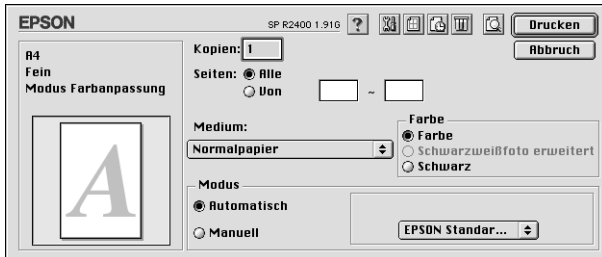 EPSON
SP R2400 1.91G
?
Drucken
Abbruch
A4
Fein
Modus Farbanpassung
A
Kopien: 1
Seiten: Alle
Von ~
Medium:
Normalpapier
Farbe
Farbe
Schwarzweißfoto erweitert
Schwarz
Modus
Automatisch
Manuell
EPSON Standar...